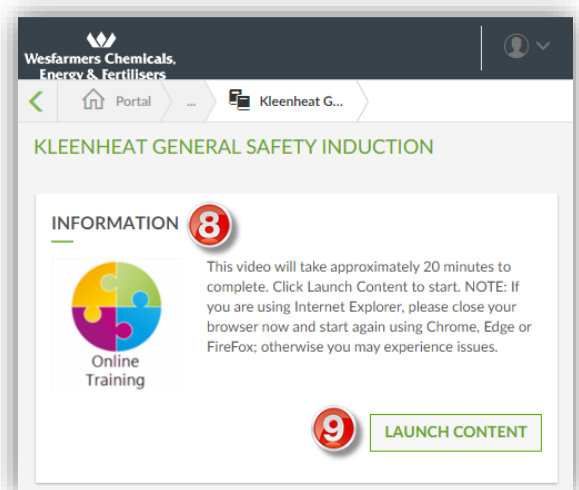 Wesfarmers Chemicals,
Energy & Fertilisers
Portal ... Kleenheat G...
KLEENHEAT GENERAL SAFETY INDUCTION
INFORMATION 8
This video will take approximately 20 minutes to
complete. Click Launch Content to start. NOTE: If
you are using Internet Explorer, please close your
browser now and start again using Chrome, Edge or
FireFox; otherwise you may experience issues.
Online
Training
9 LAUNCH CONTENT